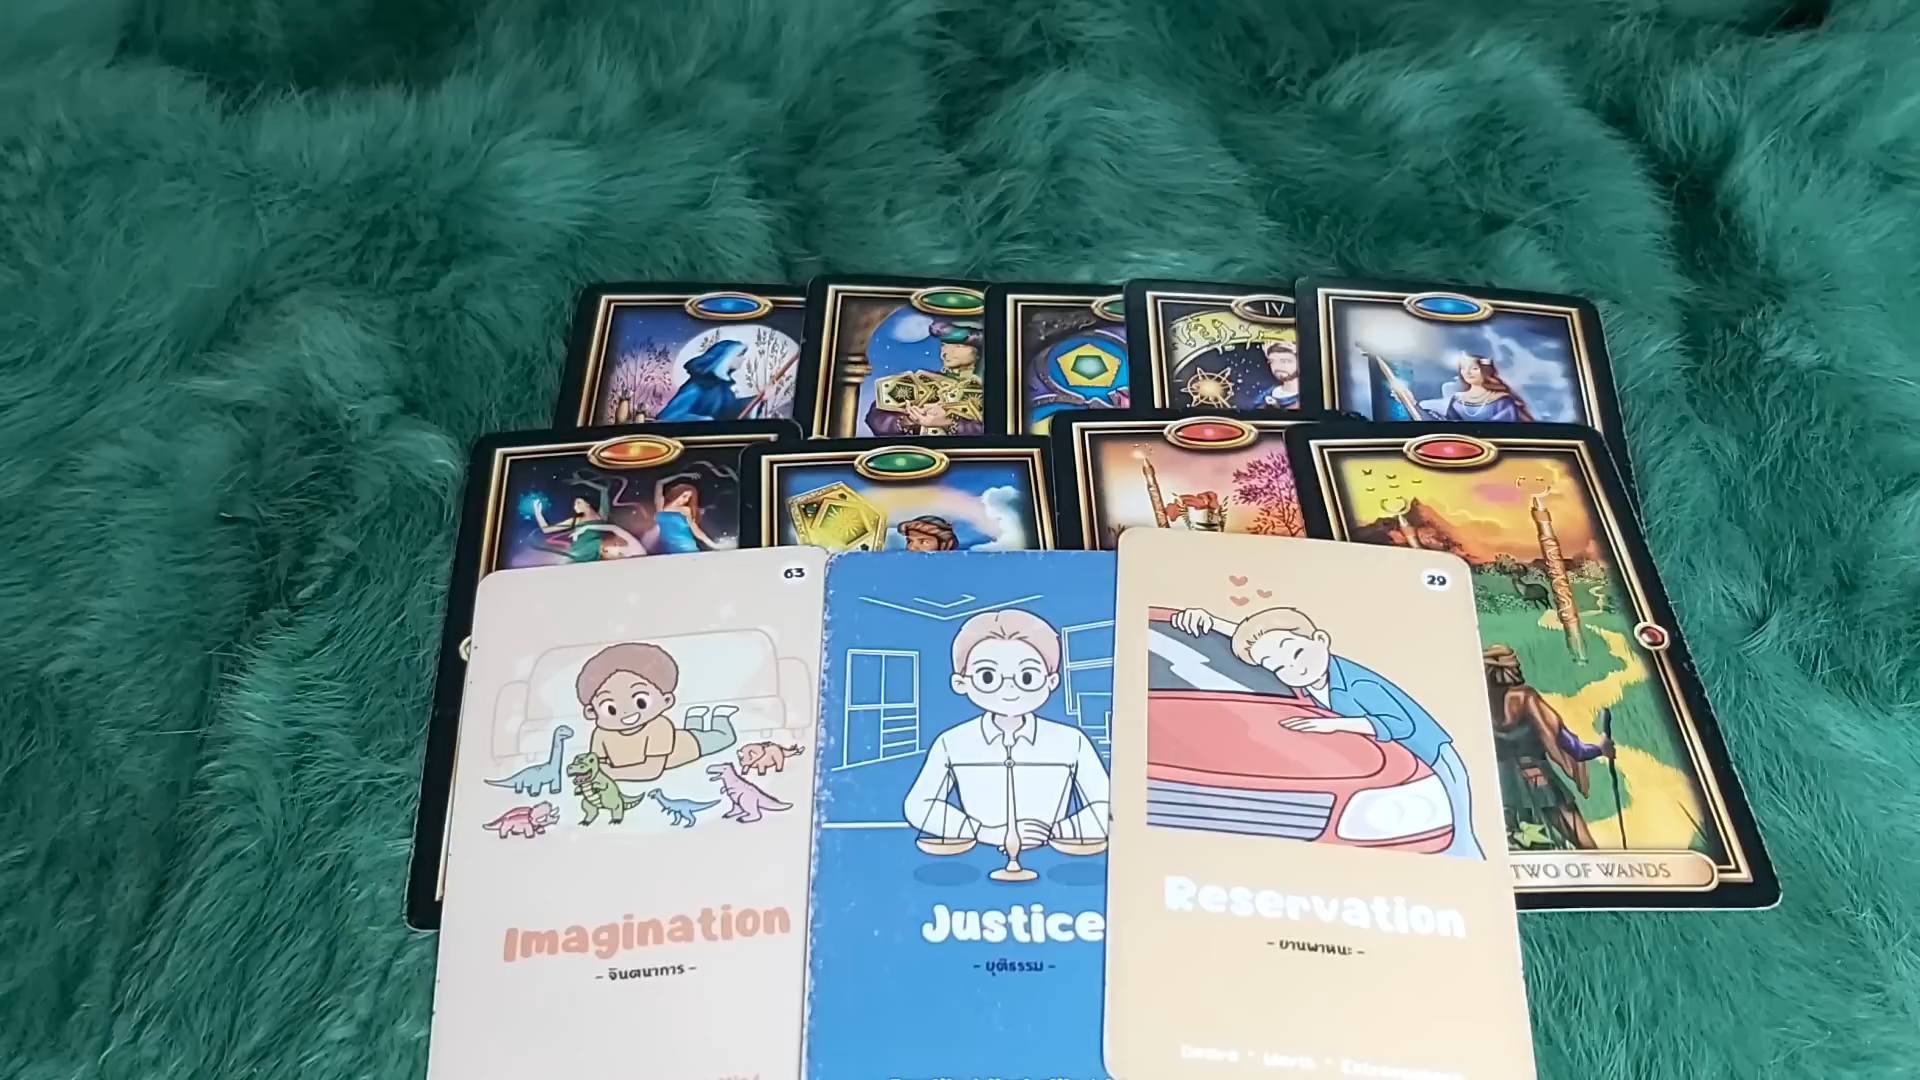 IV
TWO OF WANDS
63
Imagination
- จินตนาการ -
Justice
- ยุติธรรม -
29
Reservation
- ยานพาหนะ -